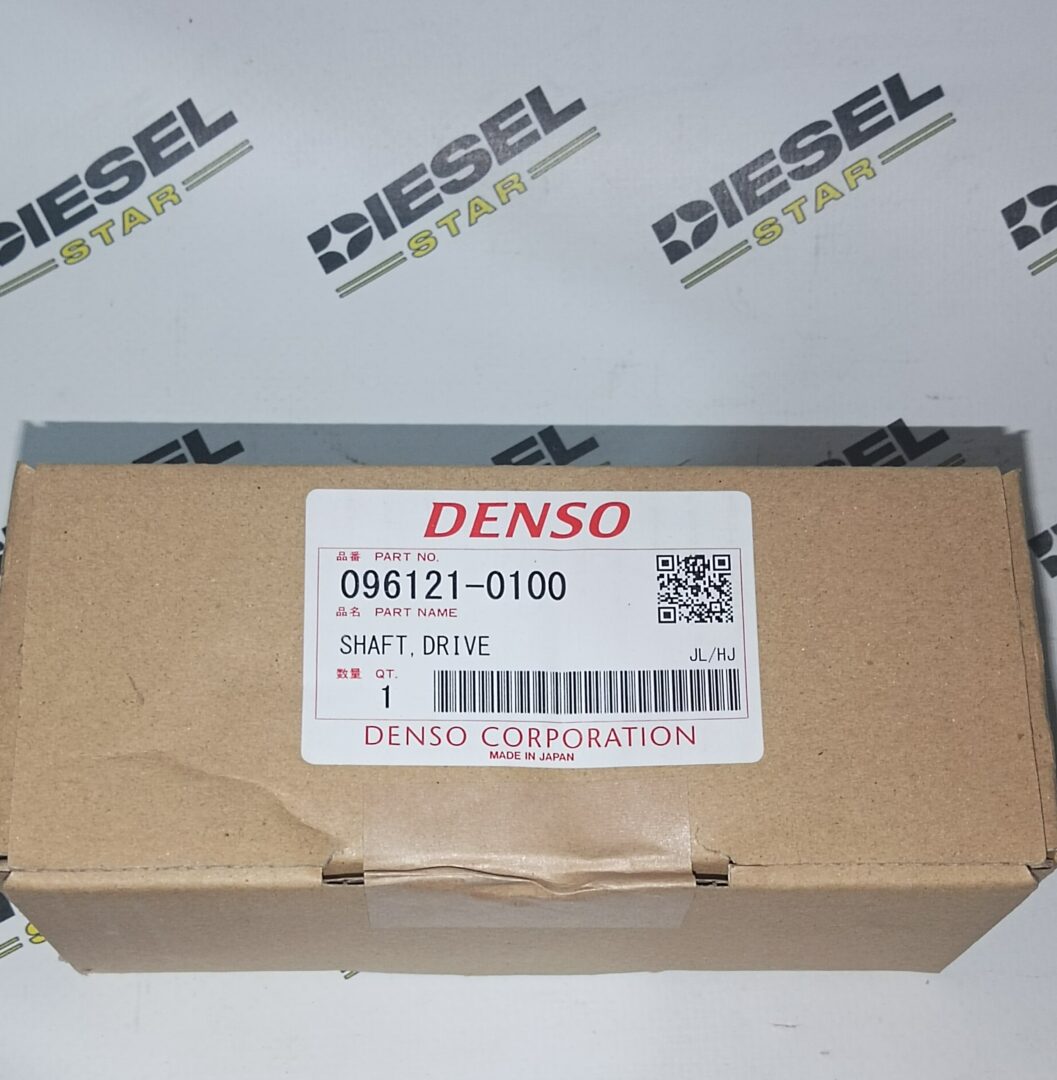 DIESEL
STAR
DIESEL
STAR
DIESEL
STAR
DENSO
品番 PART NO.
096121-0100
品名 PART NAME
SHAFT, DRIVE
JL/HJ
数量 QT.
1
DENSO CORPORATION
MADE IN JAPAN